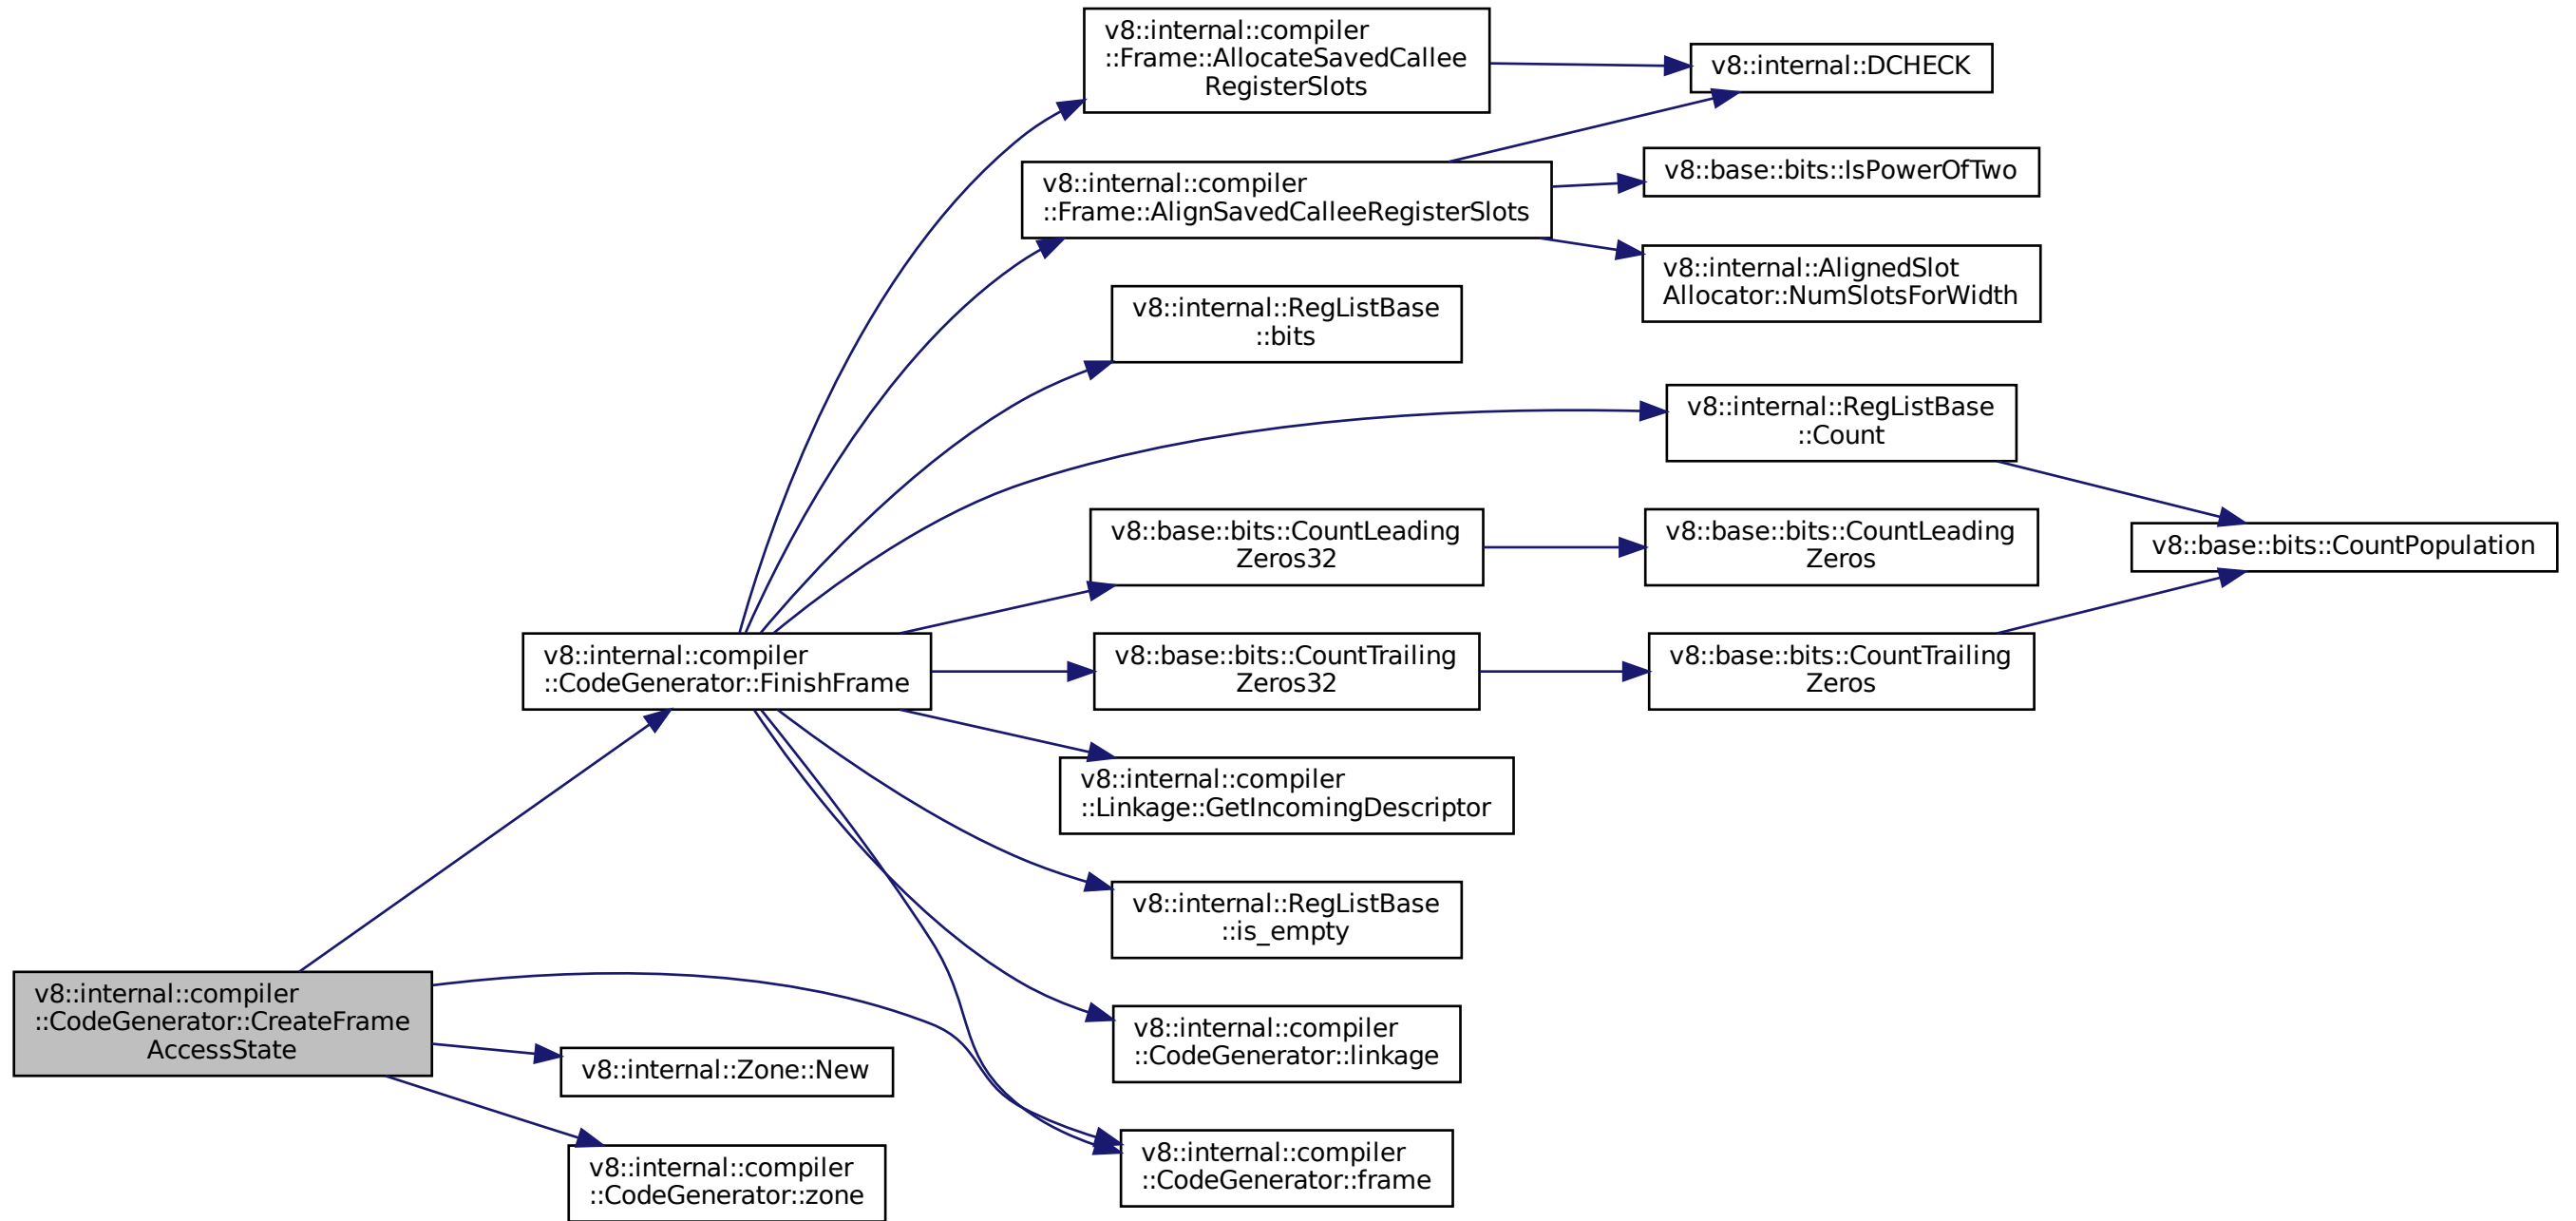 v8::internal::compiler
::Frame::AllocateSavedCallee
RegisterSlots
v8::internal::DCHECK
v8::internal::compiler
::Frame::AlignSavedCalleeRegisterSlots
v8::base::bits::IsPowerOfTwo
v8::internal::AlignedSlot
Allocator::NumSlotsForWidth
v8::internal::RegListBase
::bits
v8::internal::RegListBase
::Count
v8::base::bits::CountLeading
Zeros32
v8::base::bits::CountLeading
Zeros
v8::base::bits::CountPopulation
v8::internal::compiler
::CodeGenerator::FinishFrame
v8::base::bits::CountTrailing
Zeros32
v8::base::bits::CountTrailing
Zeros
v8::internal::compiler
::Linkage::GetIncomingDescriptor
v8::internal::RegListBase
::is_empty
v8::internal::compiler
::CodeGenerator::CreateFrame
AccessState
v8::internal::compiler
::CodeGenerator::linkage
v8::internal::Zone::New
v8::internal::compiler
::CodeGenerator::frame
v8::internal::compiler
::CodeGenerator::zone